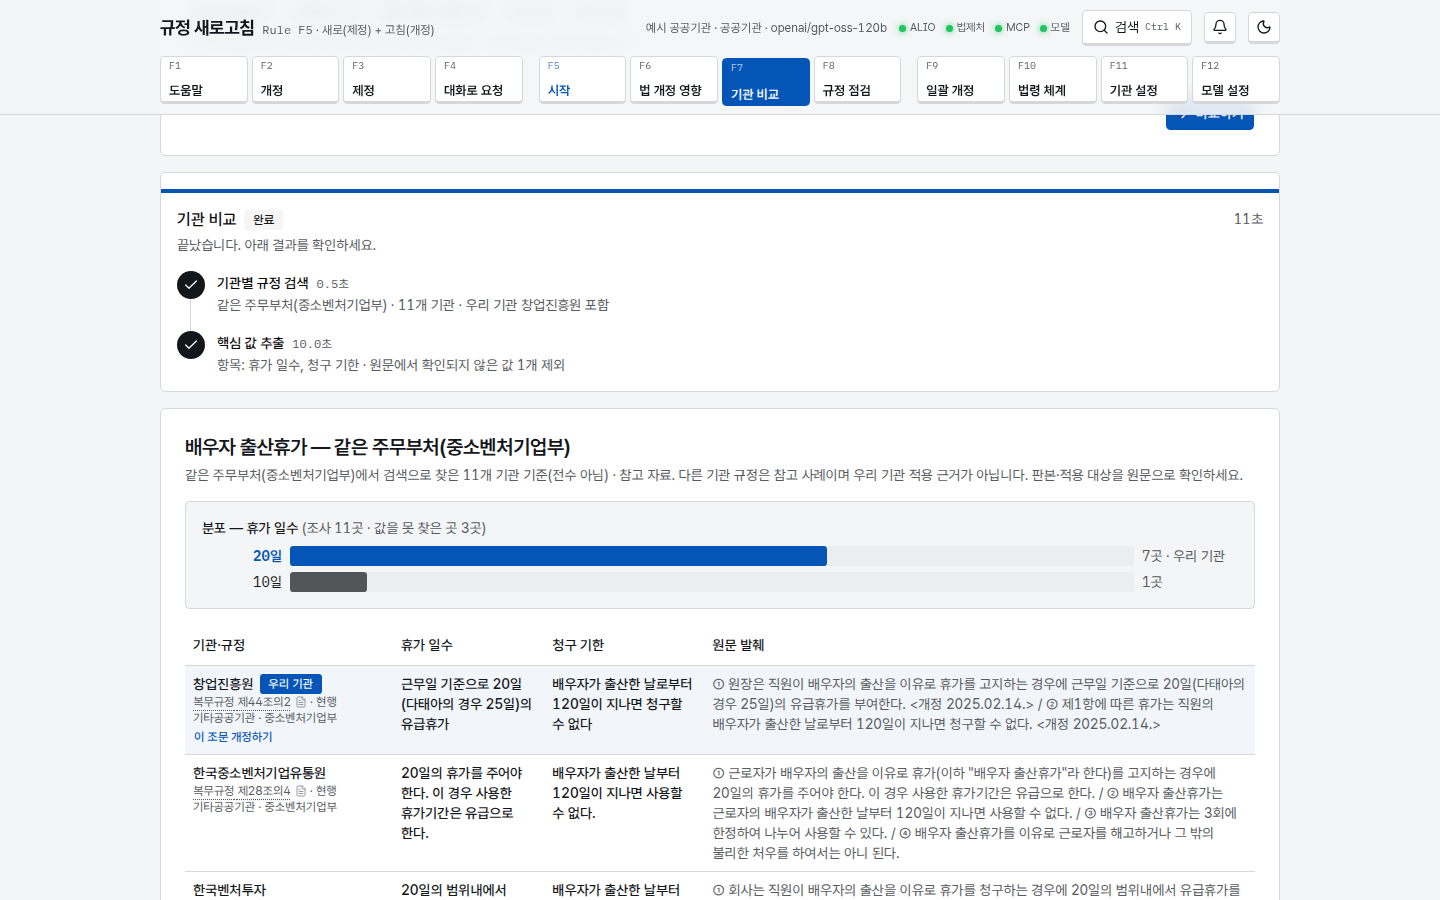 규정 새로고침 Rule F5 · 새로(제정) + 고침(개정)
예시 공공기관 · 공공기관 · openai/gpt-oss-120b ALIO 법제처 MCP 모델
검색 Ctrl K
F1 도움말
F2 개정
F3 제정
F4 대화로 요청
F5 시작
F6 법 개정 영향
F7 기관 비교
F8 규정 점검
F9 일괄 개정
F10 법령 체계
F11 기관 설정
F12 모델 설정
기관 비교 완료 11초
끝났습니다. 아래 결과를 확인하세요.
기관별 규정 검색 0.5초
같은 주무부처(중소벤처기업부) · 11개 기관 · 우리 기관 창업진흥원 포함
핵심 값 추출 10.0초
항목: 휴가 일수, 청구 기한 · 원문에서 확인되지 않은 값 1개 제외
배우자 출산휴가 — 같은 주무부처(중소벤처기업부)
같은 주무부처(중소벤처기업부)에서 검색으로 찾은 11개 기관 기준(전수 아님) · 참고 자료. 다른 기관 규정은 참고 사례이며 우리 기관 적용 근거가 아닙니다. 판본·적용 대상을 원문으로 확인하세요.
분포 — 휴가 일수 (조사 11곳 · 값을 못 찾은 곳 3곳)
20일 7곳 · 우리 기관
10일 1곳
기관·규정 휴가 일수 청구 기한 원문 발췌
창업진흥원 우리 기관
복무규정 제44조의2 · 현행
기타공공기관 · 중소벤처기업부
이 조문 개정하기
근무일 기준으로 20일
(다태아의 경우 25일)의
유급휴가
배우자가 출산한 날로부터
120일이 지나면 청구할
수 없다
① 원장은 직원이 배우자의 출산을 이유로 휴가를 고지하는 경우에 근무일 기준으로 20일(다태아의
경우 25일)의 유급휴가를 부여한다. <개정 2025.02.14.> / ② 제1항에 따른 휴가는 직원의
배우자가 출산한 날로부터 120일이 지나면 청구할 수 없다. <개정 2025.02.14.>
한국중소벤처기업유통원
복무규정 제28조의4 · 현행
기타공공기관 · 중소벤처기업부
20일의 휴가를 주어야
한다. 이 경우 사용한
휴가기간은 유급으로
한다.
배우자가 출산한 날부터
120일이 지나면 사용할
수 없다.
① 근로자가 배우자의 출산을 이유로 휴가(이하 "배우자 출산휴가"라 한다)를 고지하는 경우에
20일의 휴가를 주어야 한다. 이 경우 사용한 휴가기간은 유급으로 한다. / ② 배우자 출산휴가는
근로자의 배우자가 출산한 날부터 120일이 지나면 사용할 수 없다. / ③ 배우자 출산휴가는 3회에
한정하여 나누어 사용할 수 있다. / ④ 배우자 출산휴가를 이유로 근로자를 해고하거나 그 밖의
불리한 처우를 하여서는 아니 된다.
한국벤처투자
20일의 범위내에서
배우자가 출산한 날부터
① 회사는 직원이 배우자의 출산을 이유로 휴가를 청구하는 경우에 20일의 범위내에서 유급휴가를